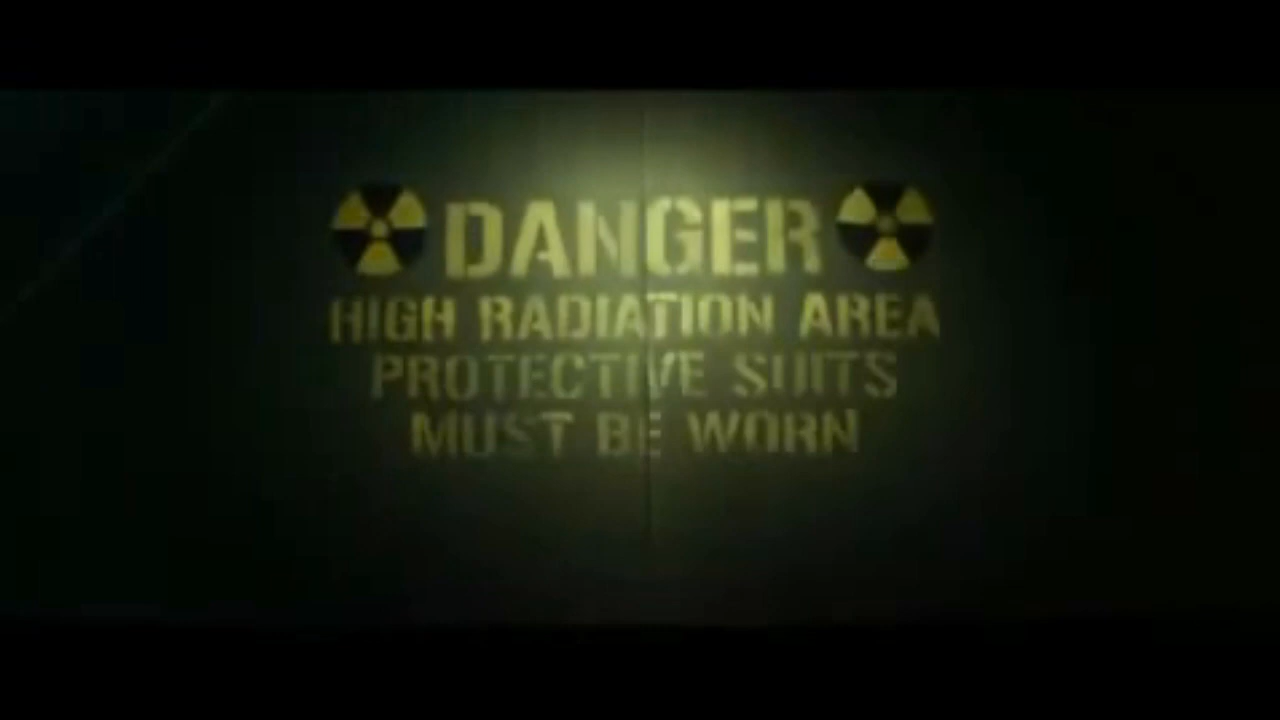 DANGER
HIGH RADIATION AREA
PROTECTIVE SUITS
MUST BE WORN